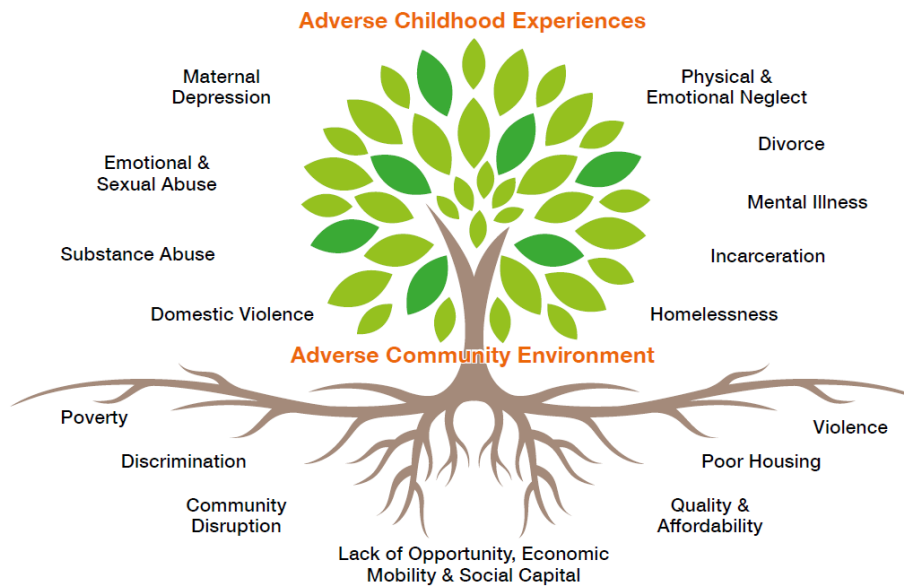 Adverse Childhood Experiences
Maternal
Depression
Physical &
Emotional Neglect
Divorce
Emotional &
Sexual Abuse
Mental Illness
Substance Abuse
Incarceration
Domestic Violence
Homelessness
Adverse Community Environment
Poverty
Violence
Discrimination
Poor Housing
Community
Disruption
Quality &
Affordability
Lack of Opportunity, Economic
Mobility & Social Capital